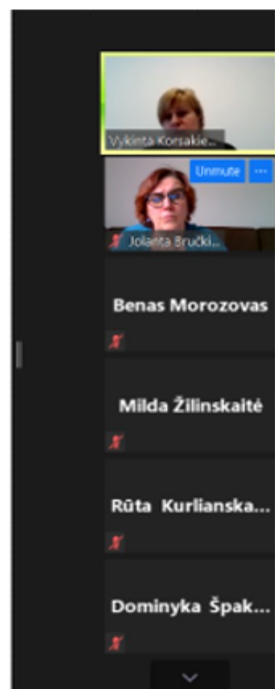 Vykinta Korsakie...
Unmute ...
Jolanta Bručki...
Benas Morozovas
Milda Žilinskaitė
Rūta Kurlianska...
Dominyka Špak...